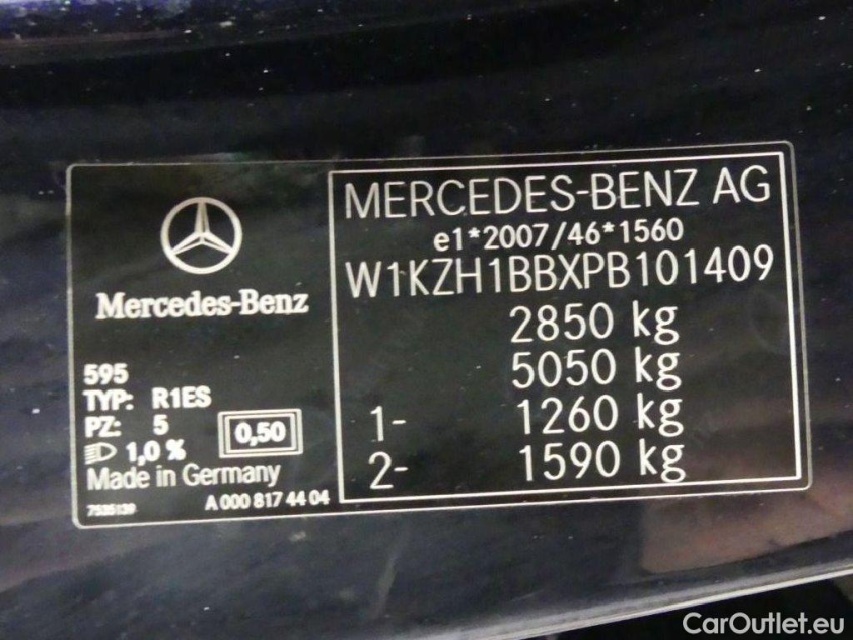 Mercedes-Benz
595
TYP: R1ES
PZ: 5
1,0 %
0,50
Made in Germany
7535139
A 000 817 44 04
MERCEDES-BENZ AG
e1*2007/46*1560
W1KZH1BBXPB101409
2850 kg
5050 kg
1- 1260 kg
2- 1590 kg
CarOutlet.eu